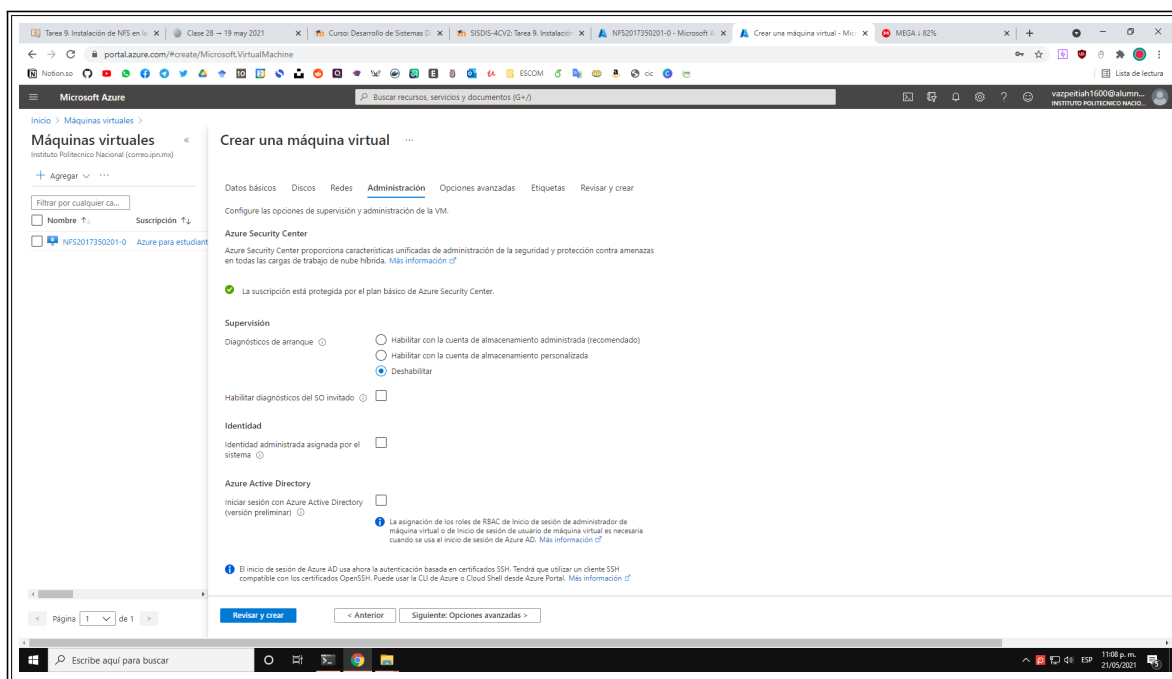 Tarea 9. Instalación de NFS en la
Clase 28 – 19 may 2021
Curso: Desarrollo de Sistemas D
SISDIS-4CV2: Tarea 9. Instalación
NFS2017350201-0 - Microsoft A
Crear una máquina virtual - Micr
MEGA ↓ 82%
portal.azure.com/#create/Microsoft.VirtualMachine
Notion.so
ESCOM
cic
Lista de lectura
Microsoft Azure
Buscar recursos, servicios y documentos (G+/)
vazpeitiah1600@alumn...
INSTITUTO POLITECNICO NACIO...
Inicio > Máquinas virtuales >
Máquinas virtuales
Instituto Politecnico Nacional (correo.ipn.mx)
Agregar
Filtrar por cualquier ca...
Nombre ↑↓ Suscripción ↑↓
NFS2017350201-0 Azure para estudiant
Página 1 de 1
Crear una máquina virtual ...
Datos básicos Discos Redes Administración Opciones avanzadas Etiquetas Revisar y crear
Configure las opciones de supervisión y administración de la VM.
Azure Security Center
Azure Security Center proporciona características unificadas de administración de la seguridad y protección contra amenazas
en todas las cargas de trabajo de nube híbrida. Más información
La suscripción está protegida por el plan básico de Azure Security Center.
Supervisión
Diagnósticos de arranque
Habilitar con la cuenta de almacenamiento administrada (recomendado)
Habilitar con la cuenta de almacenamiento personalizada
Deshabilitar
Habilitar diagnósticos del SO invitado
Identidad
Identidad administrada asignada por el
sistema
Azure Active Directory
Iniciar sesión con Azure Active Directory
(versión preliminar)
La asignación de los roles de RBAC de Inicio de sesión de administrador de
máquina virtual o de Inicio de sesión de usuario de máquina virtual es necesaria
cuando se usa el inicio de sesión de Azure AD. Más información
El inicio de sesión de Azure AD usa ahora la autenticación basada en certificados SSH. Tendrá que utilizar un cliente SSH
compatible con los certificados OpenSSH. Puede usar la CLI de Azure o Cloud Shell desde Azure Portal. Más información
Revisar y crear
< Anterior
Siguiente: Opciones avanzadas >
Escribe aquí para buscar
ESP
11:08 p. m.
21/05/2021